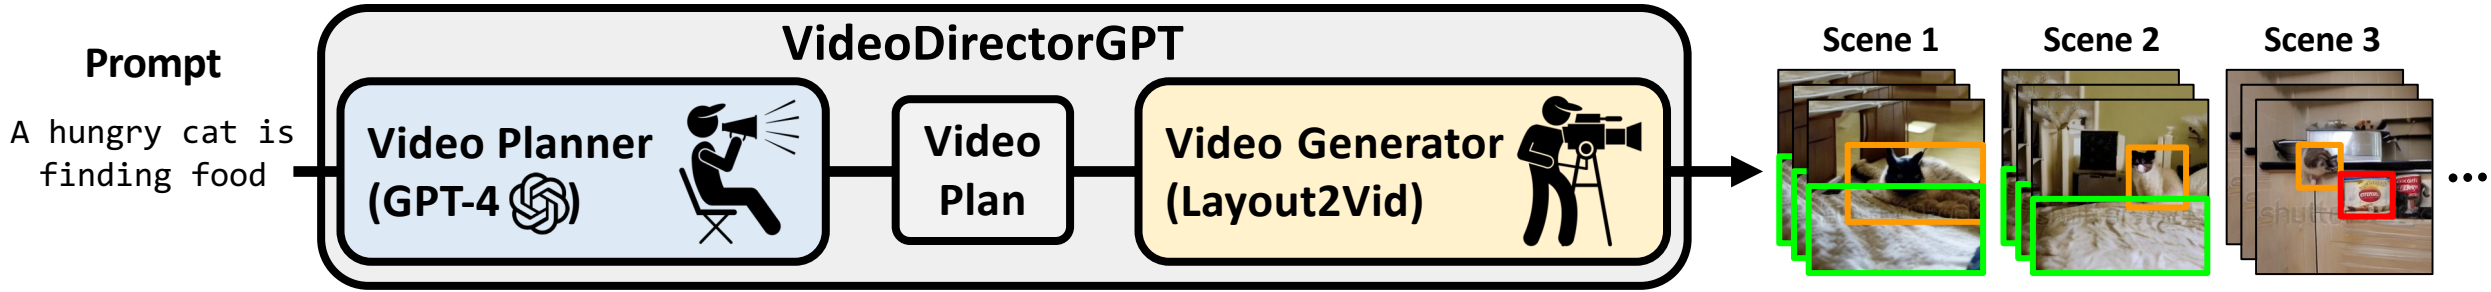 VideoDirectorGPT
Prompt
A hungry cat is
finding food
Video Planner
(GPT-4 )
Video
Plan
Video Generator
(Layout2Vid)
Scene 1
Scene 2
Scene 3
...